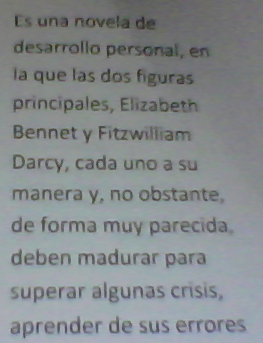 Es una novela de
desarrollo personal, en
la que las dos figuras
principales, Elizabeth
Bennet y Fitzwilliam
Darcy, cada uno a su
manera y, no obstante,
de forma muy parecida,
deben madurar para
superar algunas crisis,
aprender de sus errores